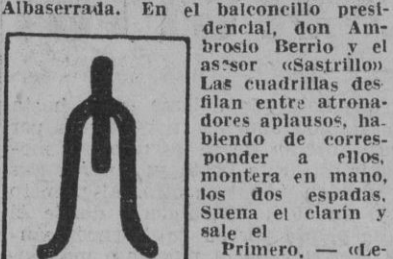 Albaserrada. En el balconcillo presi-
dencial, don Am-
brosio Berrio y el
asesor «Sastrillo»
Las cuadrillas des-
filan entre atrona-
dores aplausos, ha-
biendo de corres-
ponder a ellos,
montera en mano,
los dos espadas.
Suena el clarín y
sale el
Primero. — «Le-